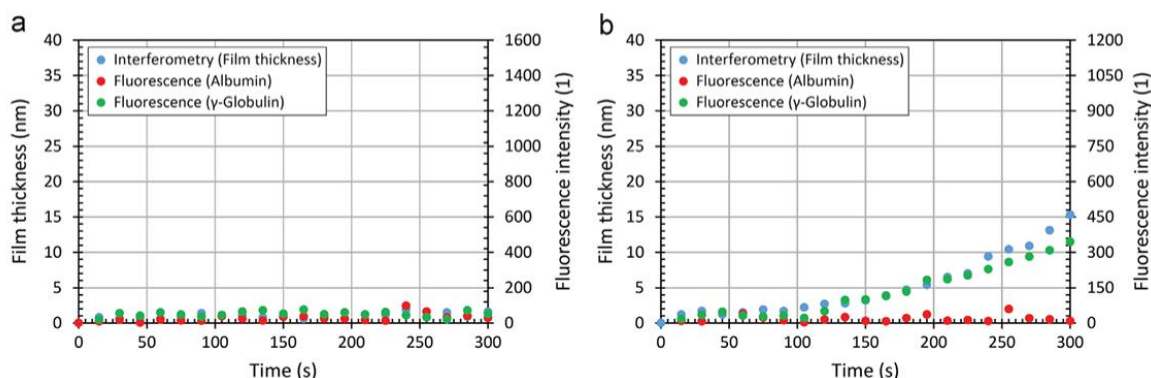 a
40
35
30
25
20
15
10
5
0
Film thickness (nm)
Interferometry (Film thickness)
Fluorescence (Albumin)
Fluorescence (γ-Globulin)
1600
1400
1200
1000
800
600
400
200
0
Fluorescence intensity (1)
0 50 100 150 200 250 300
Time (s)
b
40
35
30
25
20
15
10
5
0
Film thickness (nm)
Interferometry (Film thickness)
Fluorescence (Albumin)
Fluorescence (γ-Globulin)
1200
1050
900
750
600
450
300
150
0
Fluorescence intensity (1)
0 50 100 150 200 250 300
Time (s)